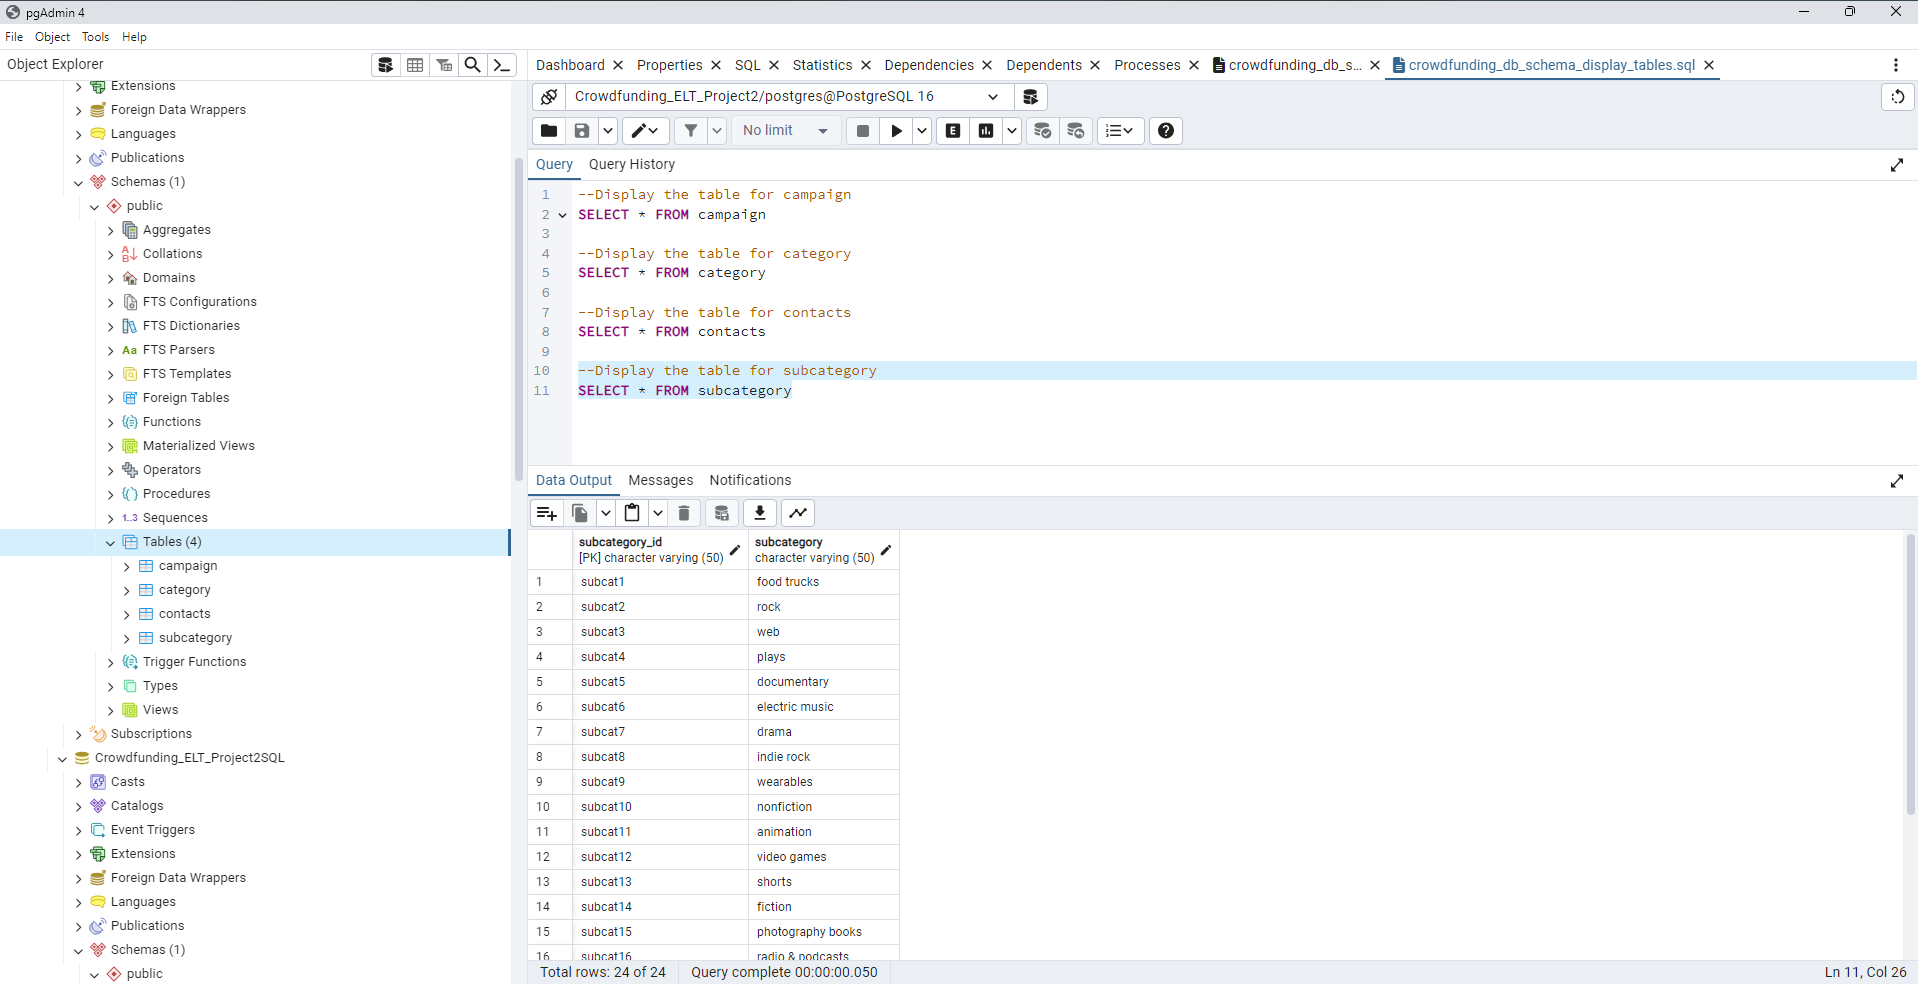 pgAdmin 4
File Object Tools Help
Object Explorer
Extensions
Foreign Data Wrappers
Languages
Publications
Schemas (1)
public
Aggregates
Collations
Domains
FTS Configurations
FTS Dictionaries
Aa FTS Parsers
FTS Templates
Foreign Tables
Functions
Materialized Views
Operators
Procedures
1..3 Sequences
Tables (4)
campaign
category
contacts
subcategory
Trigger Functions
Types
Views
Subscriptions
Crowdfunding_ELT_Project2SQL
Casts
Catalogs
Event Triggers
Extensions
Foreign Data Wrappers
Languages
Publications
Schemas (1)
public
Dashboard Properties SQL Statistics Dependencies Dependents Processes crowdfunding_db_s... crowdfunding_db_schema_display_tables.sql
Crowdfunding_ELT_Project2/postgres@PostgreSQL 16
No limit E
Query Query History
1 --Display the table for campaign
2 SELECT * FROM campaign
3
4 --Display the table for category
5 SELECT * FROM category
6
7 --Display the table for contacts
8 SELECT * FROM contacts
9
10 --Display the table for subcategory
11 SELECT * FROM subcategory
Data Output Messages Notifications
subcategory_id subcategory
[PK] character varying (50) character varying (50)
1 subcat1 food trucks
2 subcat2 rock
3 subcat3 web
4 subcat4 plays
5 subcat5 documentary
6 subcat6 electric music
7 subcat7 drama
8 subcat8 indie rock
9 subcat9 wearables
10 subcat10 nonfiction
11 subcat11 animation
12 subcat12 video games
13 subcat13 shorts
14 subcat14 fiction
15 subcat15 photography books
16 subcat16 radio & podcasts
Total rows: 24 of 24 Query complete 00:00:00.050 Ln 11, Col 26